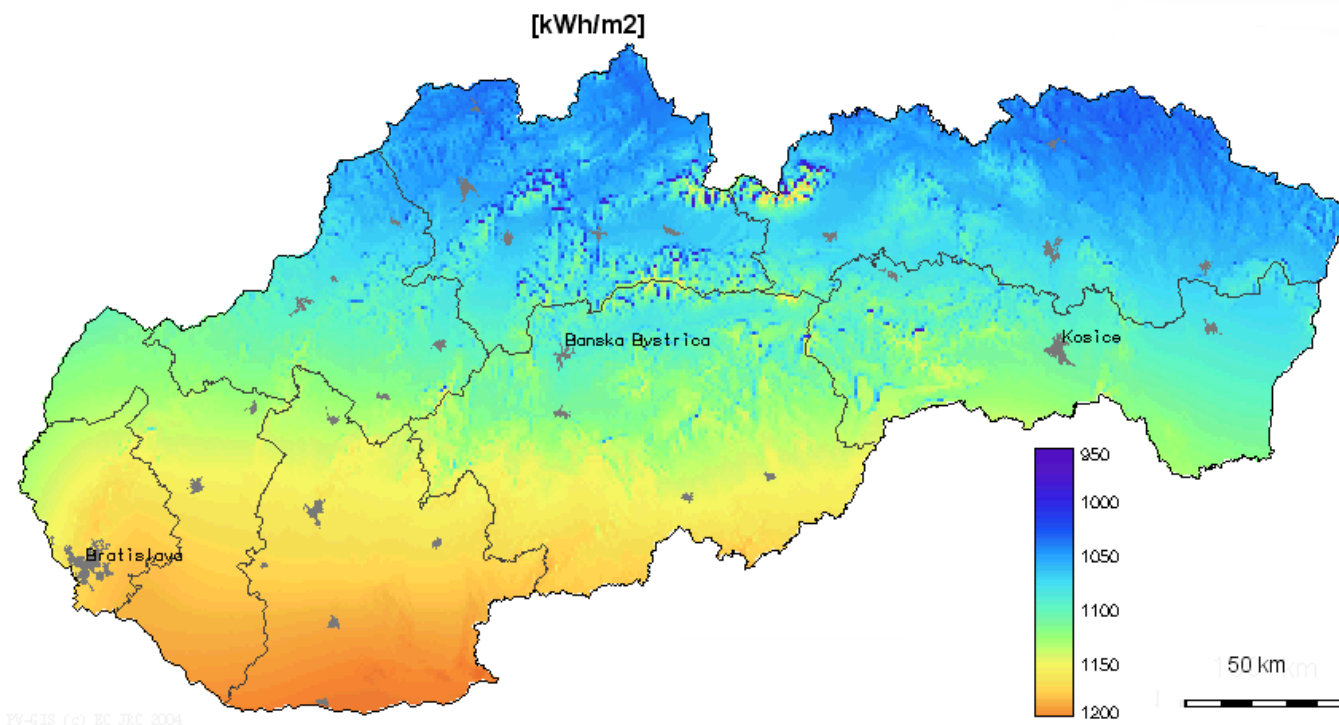 [kWh/m2]
Banska Bystrica
Kosice
Bratislava
950
1000
1050
1100
1150
1200
50 km
PV-GIS (c) EC JRC 2004